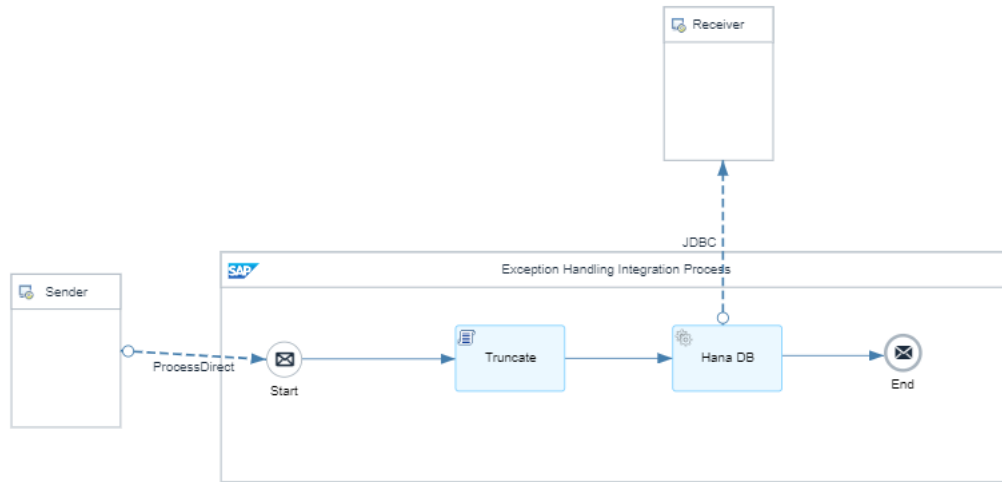 Receiver
JDBC
SAP
Exception Handling Integration Process
Sender
ProcessDirect
Start
Truncate
Hana DB
End